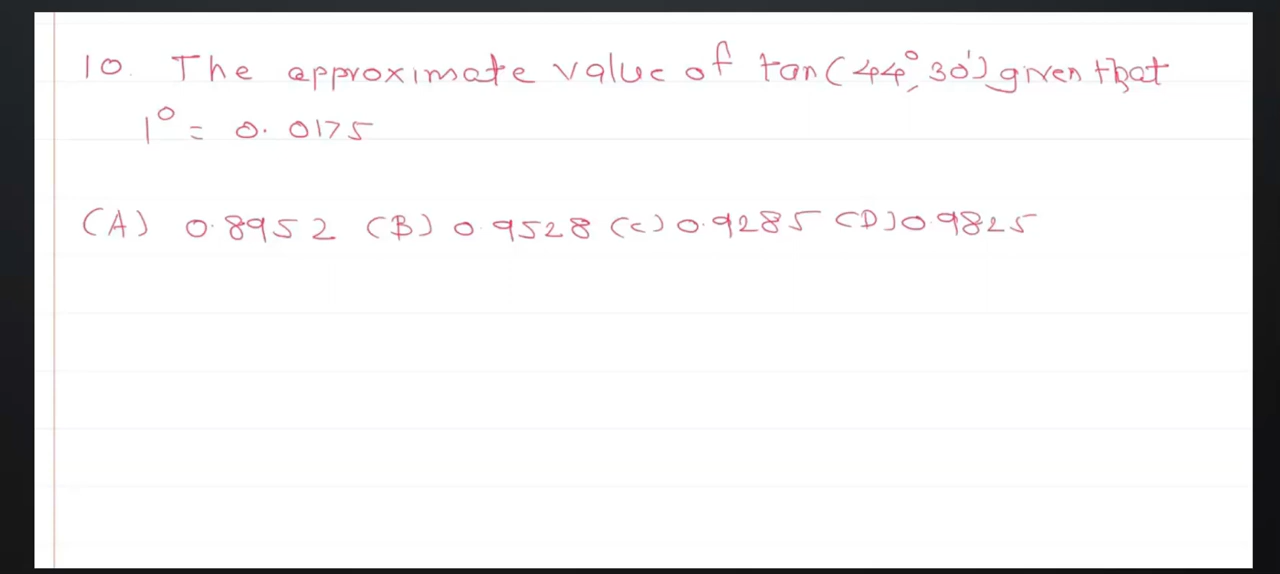 10. The approximate value of tan(44°, 30') given that
1° = 0.0175
(A) 0.8952 (B) 0.9528 (C) 0.9285 (D) 0.9825